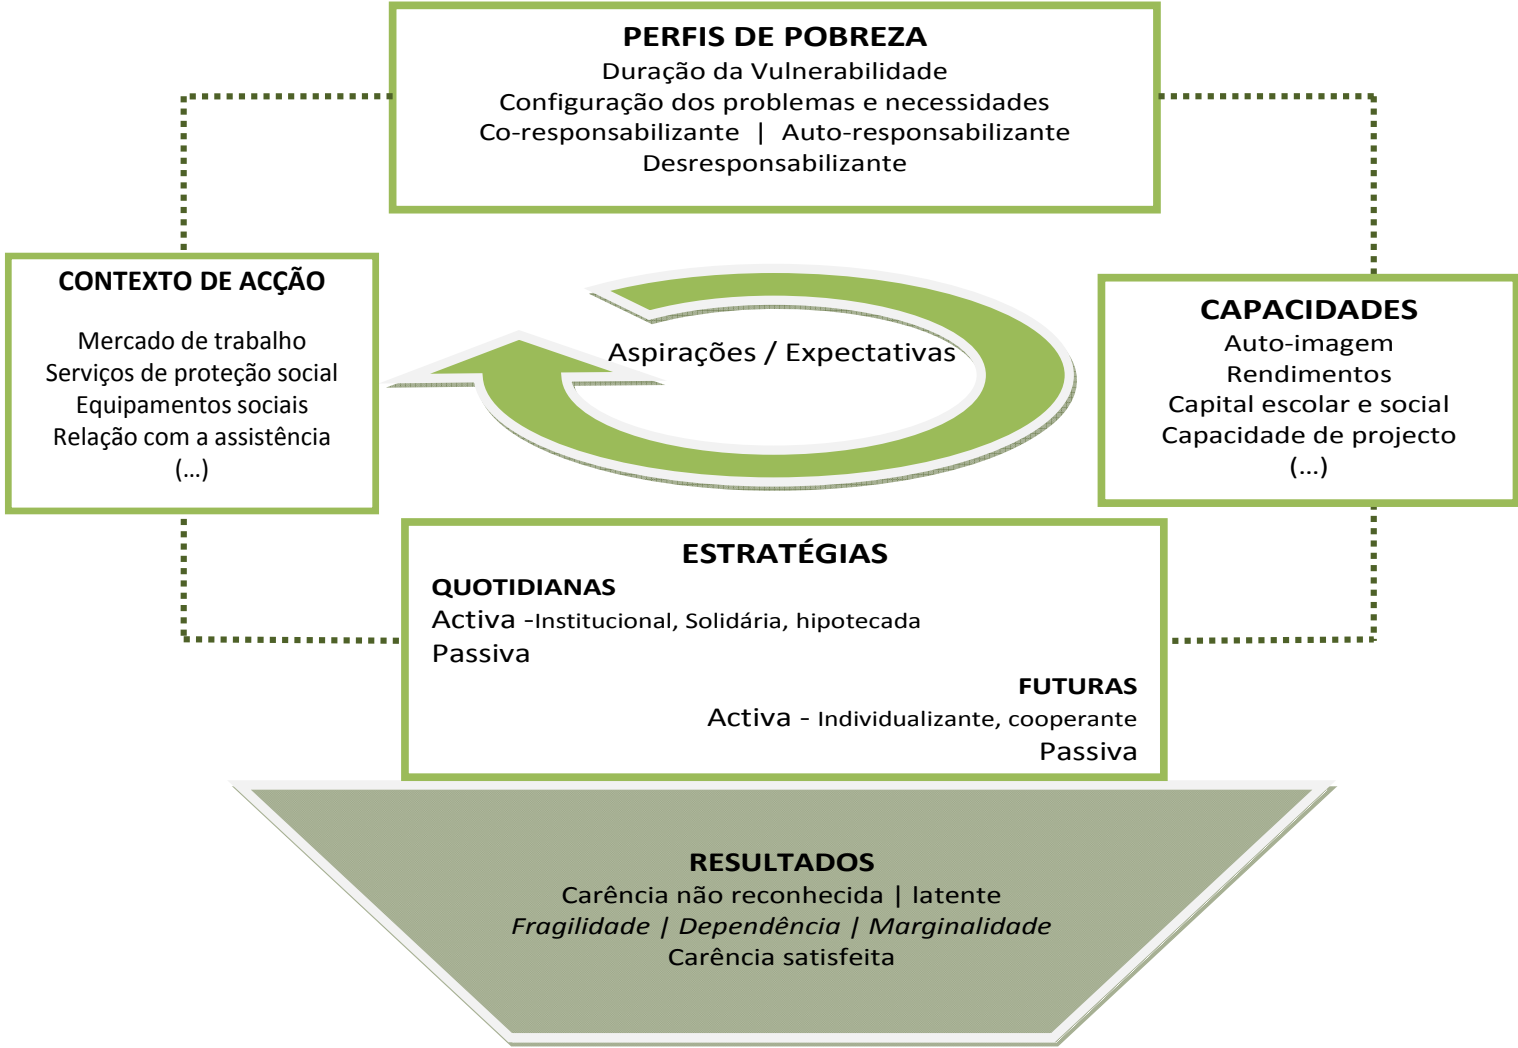 PERFIS DE POBREZA
Duração da Vulnerabilidade
Configuração dos problemas e necessidades
Co-responsabilizante | Auto-responsabilizante
Desresponsabilizante
CONTEXTO DE ACÇÃO
Mercado de trabalho
Serviços de proteção social
Equipamentos sociais
Relação com a assistência
(…)
Aspirações / Expectativas
CAPACIDADES
Auto-imagem
Rendimentos
Capital escolar e social
Capacidade de projecto
(…)
ESTRATÉGIAS
QUOTIDIANAS
Activa -Institucional, Solidária, hipotecada
Passiva
FUTURAS
Activa - Individualizante, cooperante
Passiva
RESULTADOS
Carência não reconhecida | latente
Fragilidade | Dependência | Marginalidade
Carência satisfeita